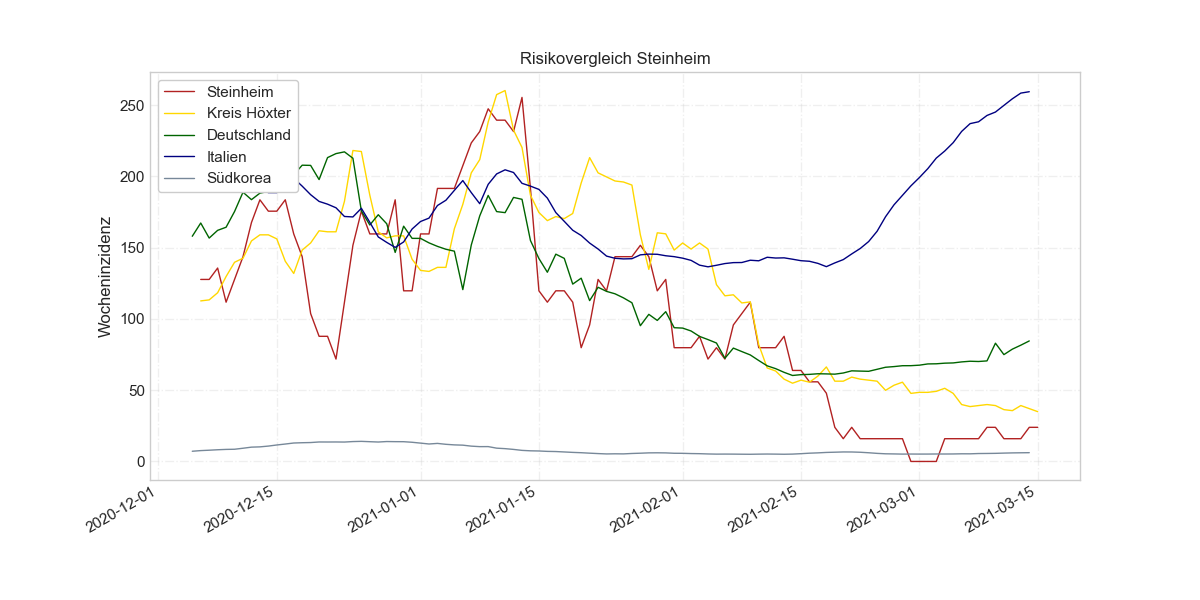 Risikovergleich Steinheim
Steinheim
Kreis Höxter
Deutschland
Italien
Südkorea
Wocheninzidenz
250
200
150
100
50
0
2020-12-01
2020-12-15
2021-01-01
2021-01-15
2021-02-01
2021-02-15
2021-03-01
2021-03-15